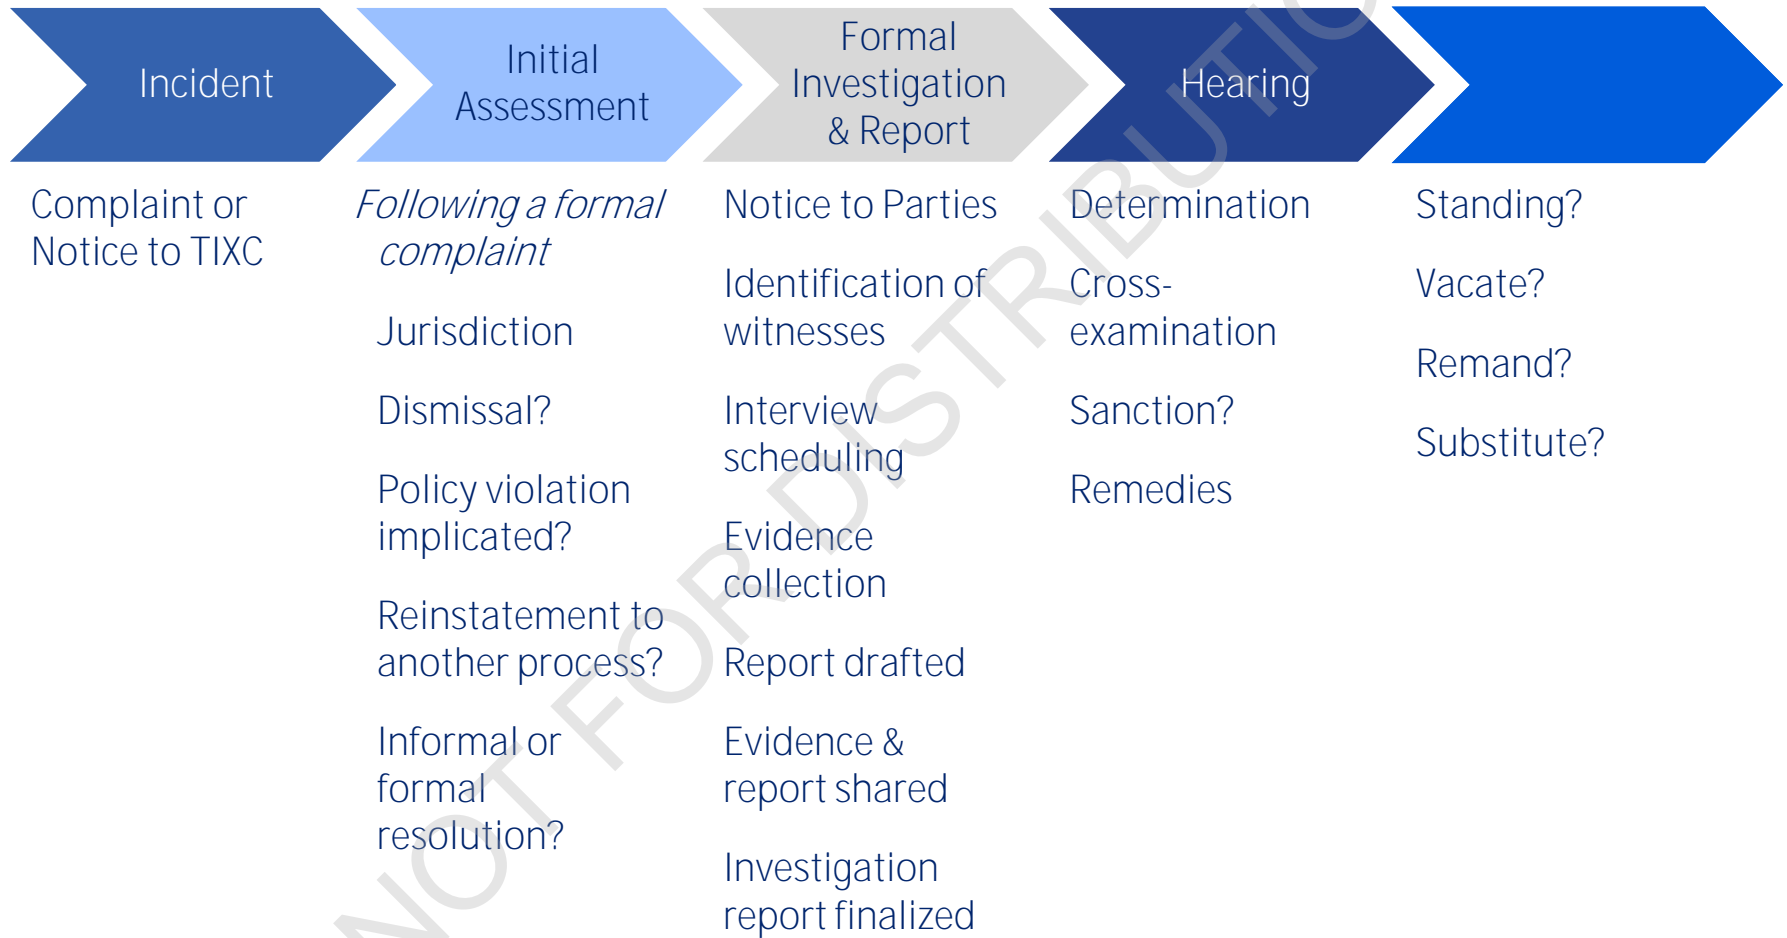 Incident
Initial
Assessment
Formal
Investigation
& Report
Hearing
Complaint or
Notice to TIXC
Following a formal
complaint
Jurisdiction
Dismissal?
Policy violation
implicated?
Reinstatement to
another process?
Informal or
formal
resolution?
Notice to Parties
Identification of
witnesses
Interview
scheduling
Evidence
collection
Report drafted
Evidence &
report shared
Investigation
report finalized
Determination
Cross-
examination
Sanction?
Remedies
Standing?
Vacate?
Remand?
Substitute?
NOT FOR DISTRIBUTIO